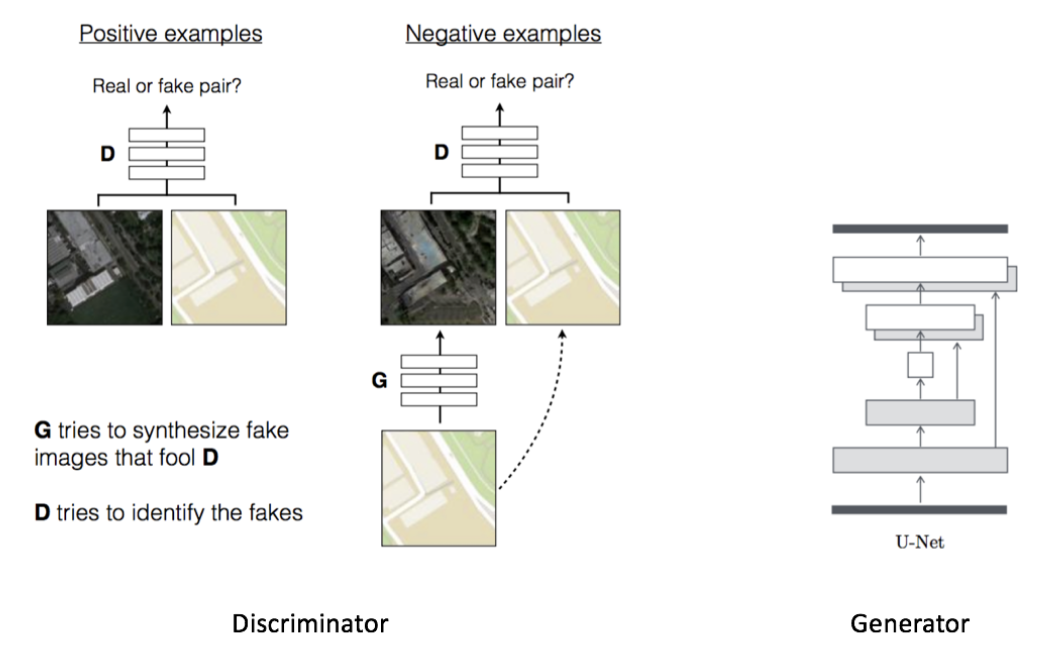 Positive examples
Negative examples
Real or fake pair?
Real or fake pair?
D
D
G
G tries to synthesize fake
images that fool D
D tries to identify the fakes
U-Net
Discriminator
Generator